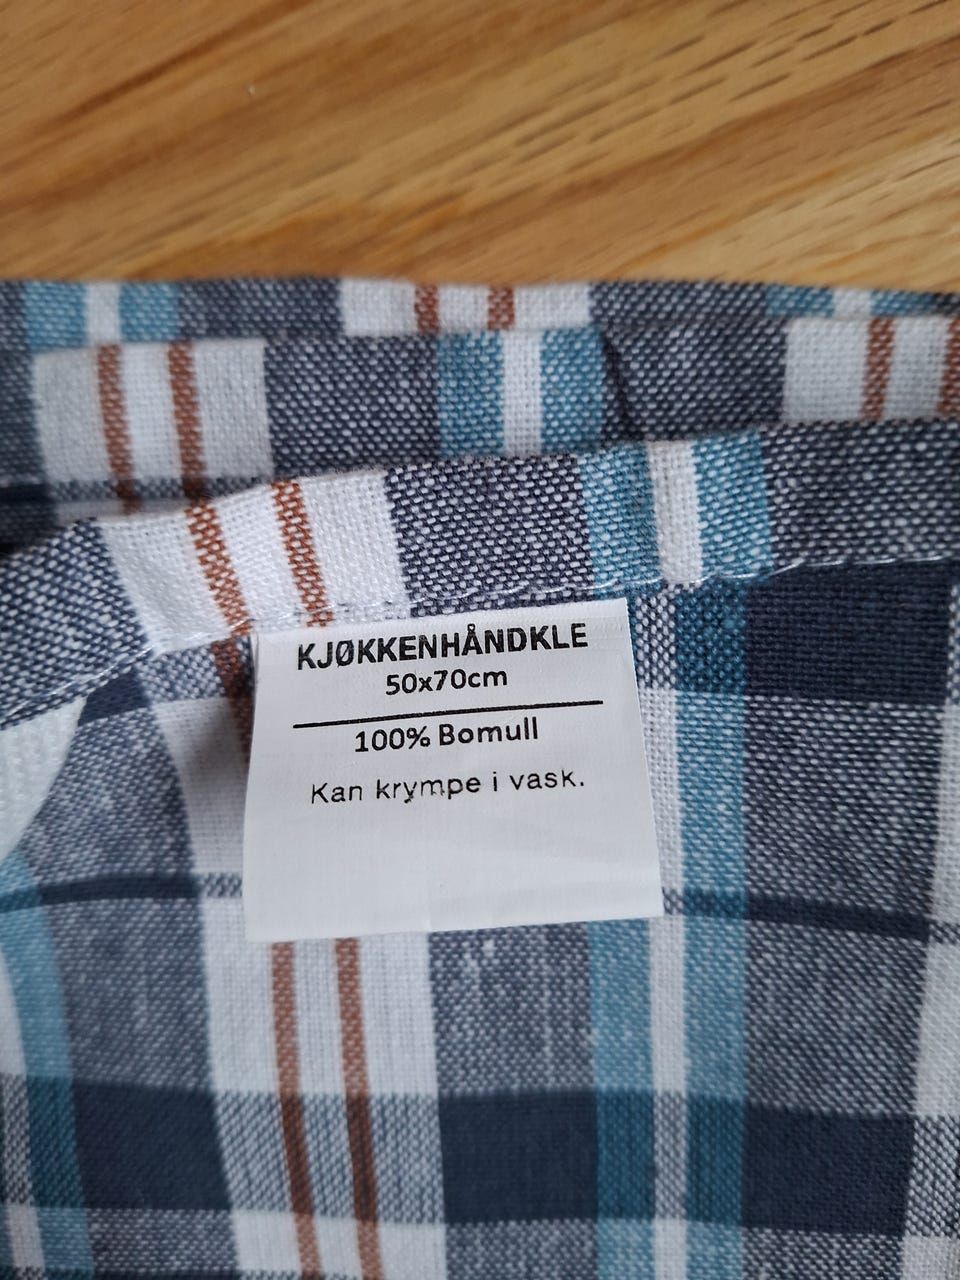 KJØKKENHÅNDKLE
50x70cm
100% Bomull
Kan krympe i vask.